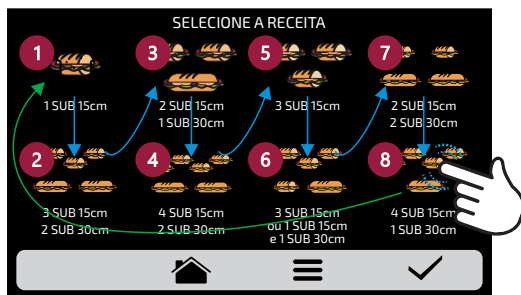 SELECIONE A RECEITA
1
1 SUB 15cm
3
2 SUB 15cm
1 SUB 30cm
5
3 SUB 15cm
7
2 SUB 15cm
2 SUB 30cm
2
3 SUB 15cm
2 SUB 30cm
4
4 SUB 15cm
2 SUB 30cm
6
3 SUB 15cm
ou 1 SUB 15cm
e 1 SUB 30cm
8
4 SUB 15cm
1 SUB 30cm